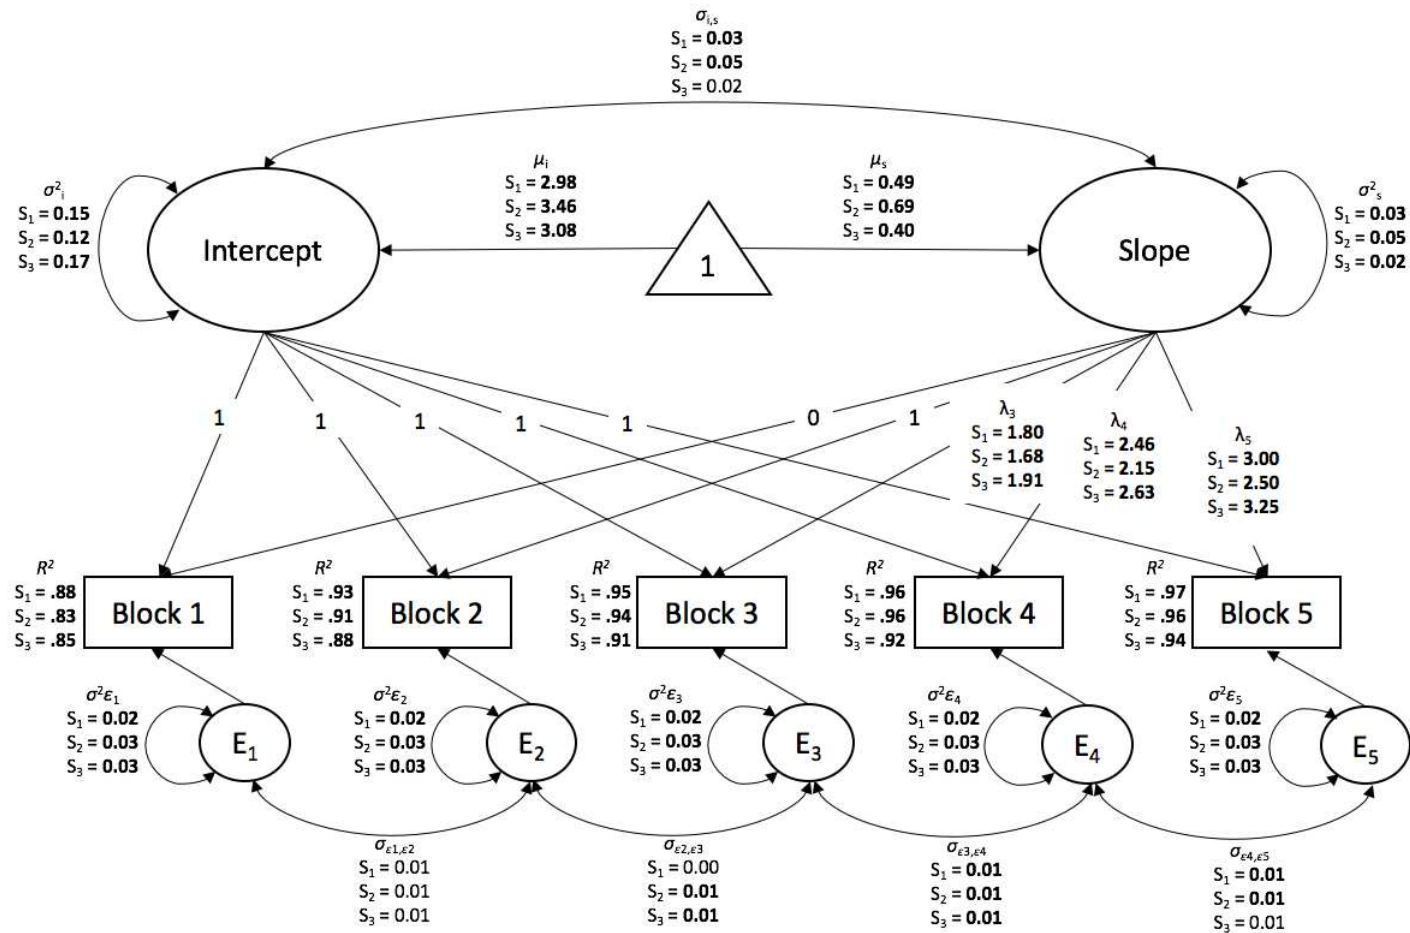 σi,s
S1 = 0.03
S2 = 0.05
S3 = 0.02
σ²i
S1 = 0.15
S2 = 0.12
S3 = 0.17
Intercept
μi
S1 = 2.98
S2 = 3.46
S3 = 3.08
1
μs
S1 = 0.49
S2 = 0.69
S3 = 0.40
Slope
σ²s
S1 = 0.03
S2 = 0.05
S3 = 0.02
1
1
1
1
1
0
1
λ3
S1 = 1.80
S2 = 1.68
S3 = 1.91
λ4
S1 = 2.46
S2 = 2.15
S3 = 2.63
λ5
S1 = 3.00
S2 = 2.50
S3 = 3.25
R²
S1 = .88
S2 = .83
S3 = .85
Block 1
R²
S1 = .93
S2 = .91
S3 = .88
Block 2
R²
S1 = .95
S2 = .94
S3 = .91
Block 3
R²
S1 = .96
S2 = .96
S3 = .92
Block 4
R²
S1 = .97
S2 = .96
S3 = .94
Block 5
σ²ε1
S1 = 0.02
S2 = 0.03
S3 = 0.03
E1
σ²ε2
S1 = 0.02
S2 = 0.03
S3 = 0.03
E2
σ²ε3
S1 = 0.02
S2 = 0.03
S3 = 0.03
E3
σ²ε4
S1 = 0.02
S2 = 0.03
S3 = 0.03
E4
σ²ε5
S1 = 0.02
S2 = 0.03
S3 = 0.03
E5
σε1,ε2
S1 = 0.01
S2 = 0.01
S3 = 0.01
σε2,ε3
S1 = 0.00
S2 = 0.01
S3 = 0.01
σε3,ε4
S1 = 0.01
S2 = 0.01
S3 = 0.01
σε4,ε5
S1 = 0.01
S2 = 0.01
S3 = 0.01